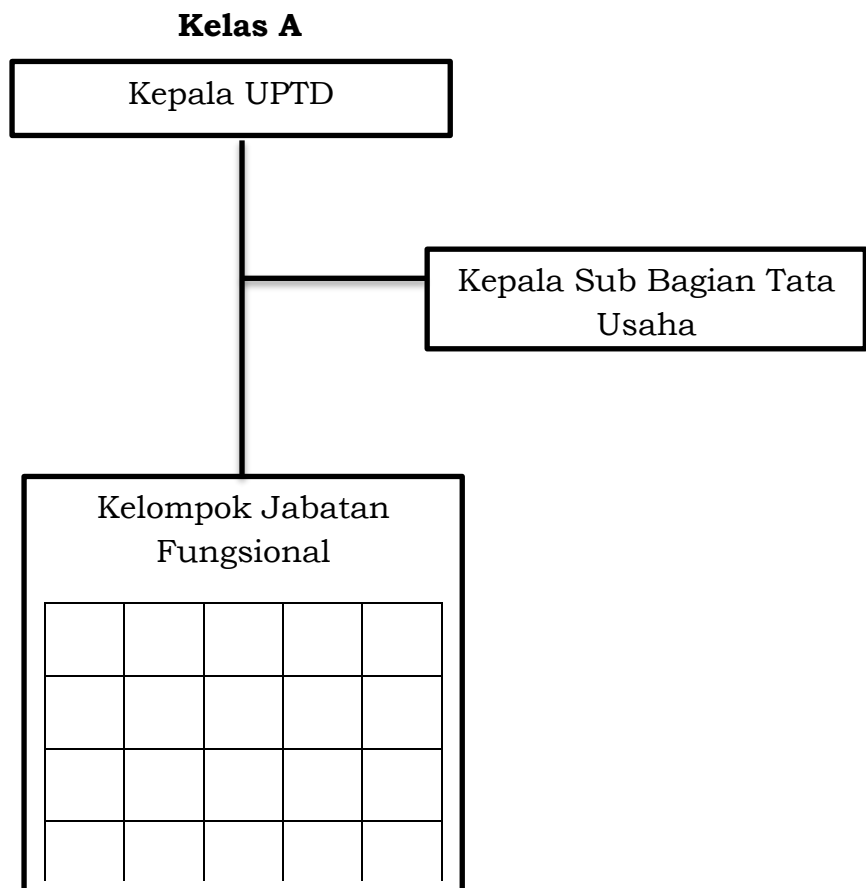 Kelas A
Kepala UPTD
Kepala Sub Bagian Tata
Usaha
Kelompok Jabatan
Fungsional